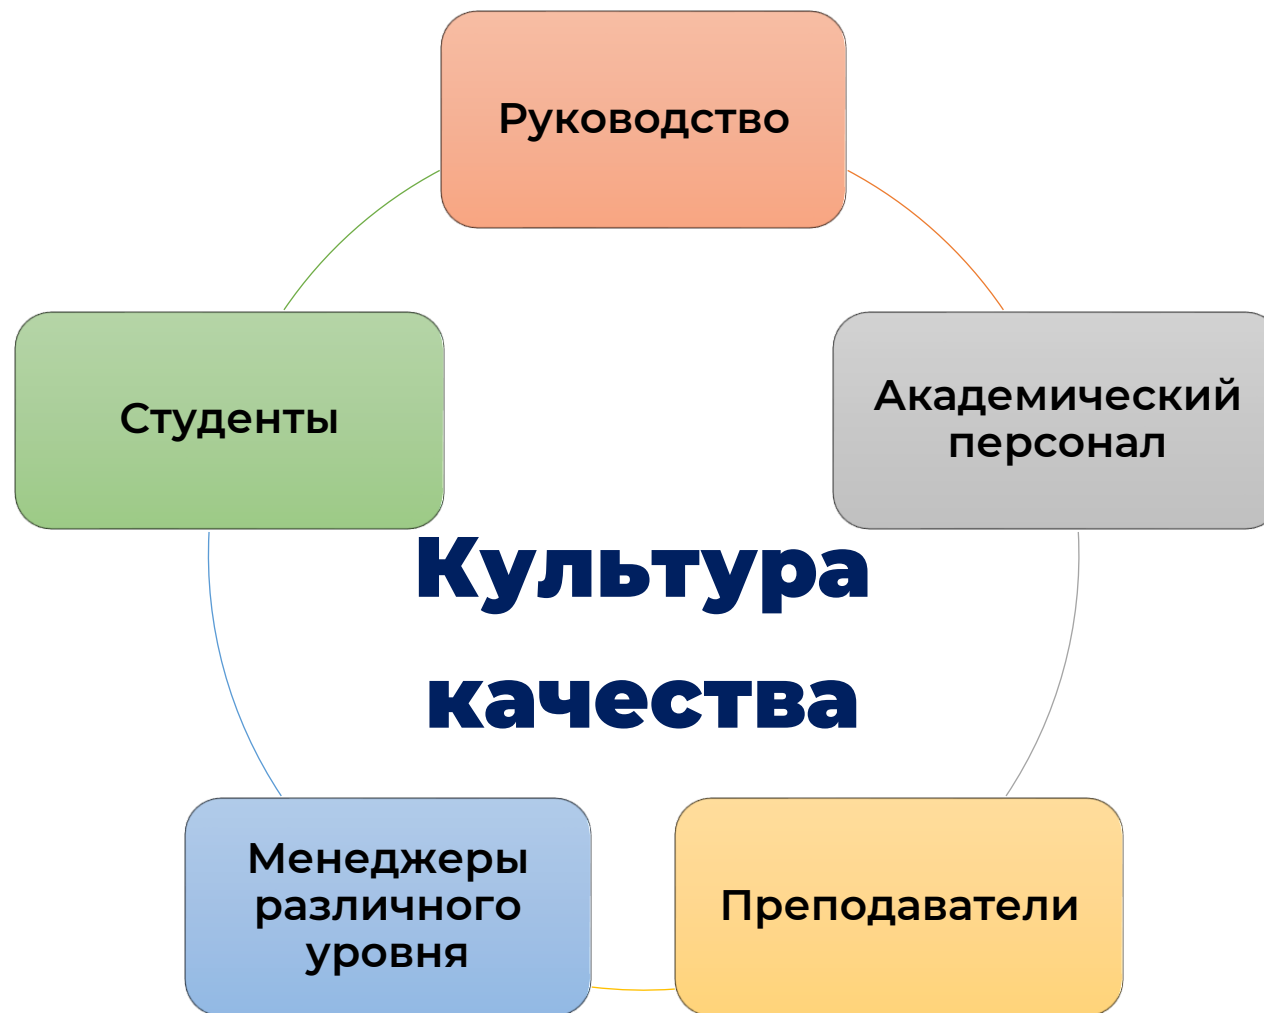 Руководство
Студенты
Академический
персонал
Культура
качества
Менеджеры
различного
уровня
Преподаватели